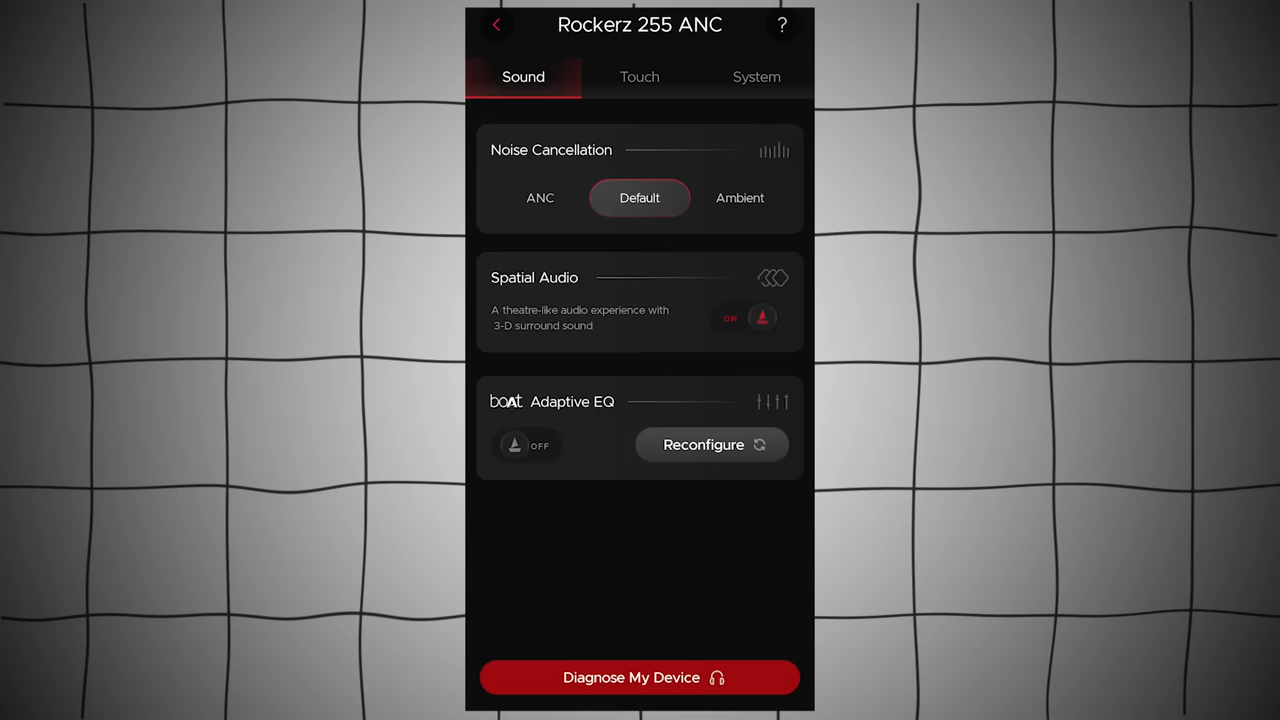 Rockerz 255 ANC ?
Sound Touch System
Noise Cancellation
ANC Default Ambient
Spatial Audio
A theatre-like audio experience with
3-D surround sound
ON
boAt Adaptive EQ
OFF Reconfigure
Diagnose My Device